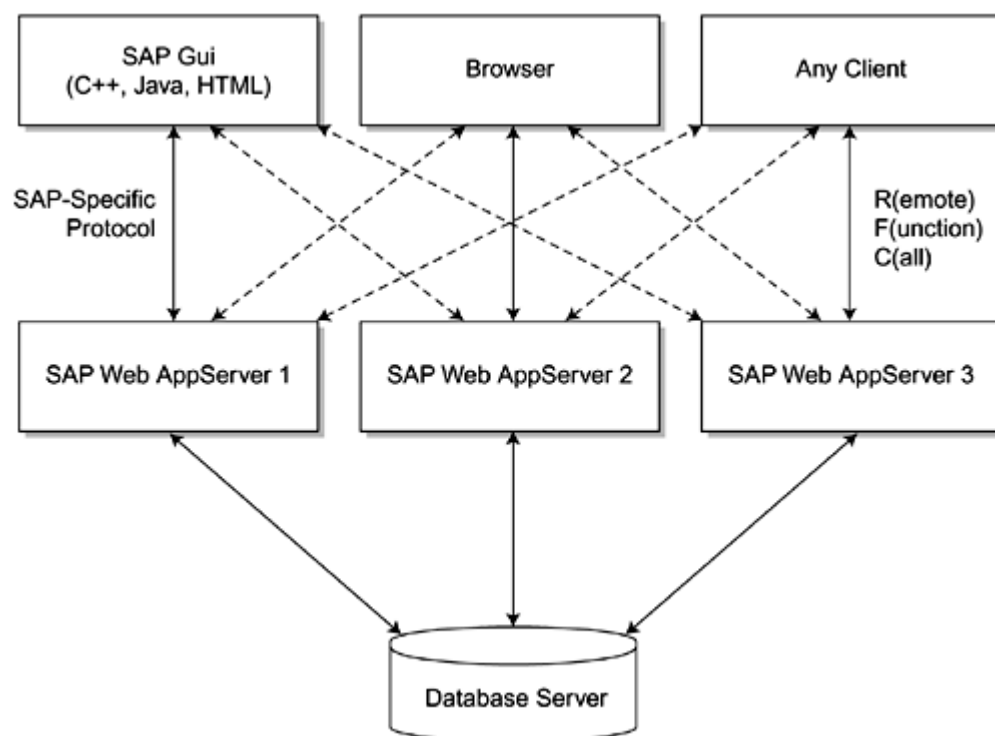 SAP Gui
(C++, Java, HTML)
Browser
Any Client
SAP-Specific
Protocol
R(emote)
F(unction)
C(all)
SAP Web AppServer 1
SAP Web AppServer 2
SAP Web AppServer 3
Database Server